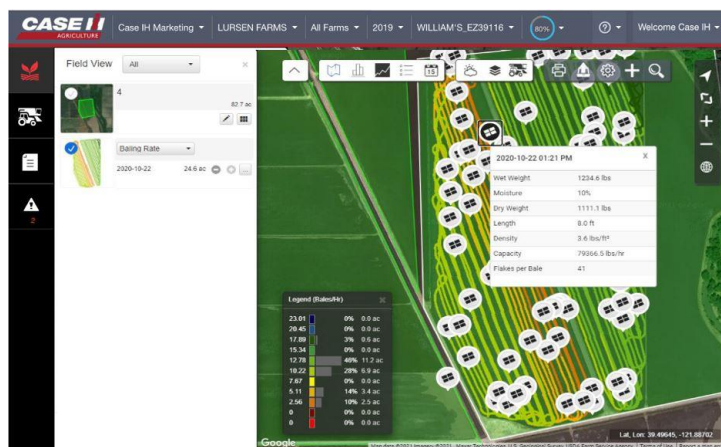 CASE IH
AGRICULTURE
Case IH Marketing
LURSEN FARMS
All Farms
2019
WILLIAM'S_EZ39116
80%
Welcome Case IH
Field View
All
4
82.7 ac
Baling Rate
2020-10-22
24.6 ac
2
15
2020-10-22 01:21 PM
X
Wet Weight 1234.6 lbs
Moisture 10%
Dry Weight 1111.1 lbs
Length 8.0 ft
Density 3.6 lbs/ft³
Capacity 79366.5 lbs/hr
Flakes per Bale 41
Legend (Bales/Hr)
23.01 0% 0.0 ac
20.45 0% 0.0 ac
17.89 3% 0.6 ac
15.34 0% 0.0 ac
12.78 46% 11.2 ac
10.22 28% 6.9 ac
7.67 0% 0.0 ac
5.11 14% 3.4 ac
2.56 10% 2.5 ac
0 0% 0.0 ac
0 0% 0.0 ac
Lat, Lon: 39.49645, -121.88702
Google